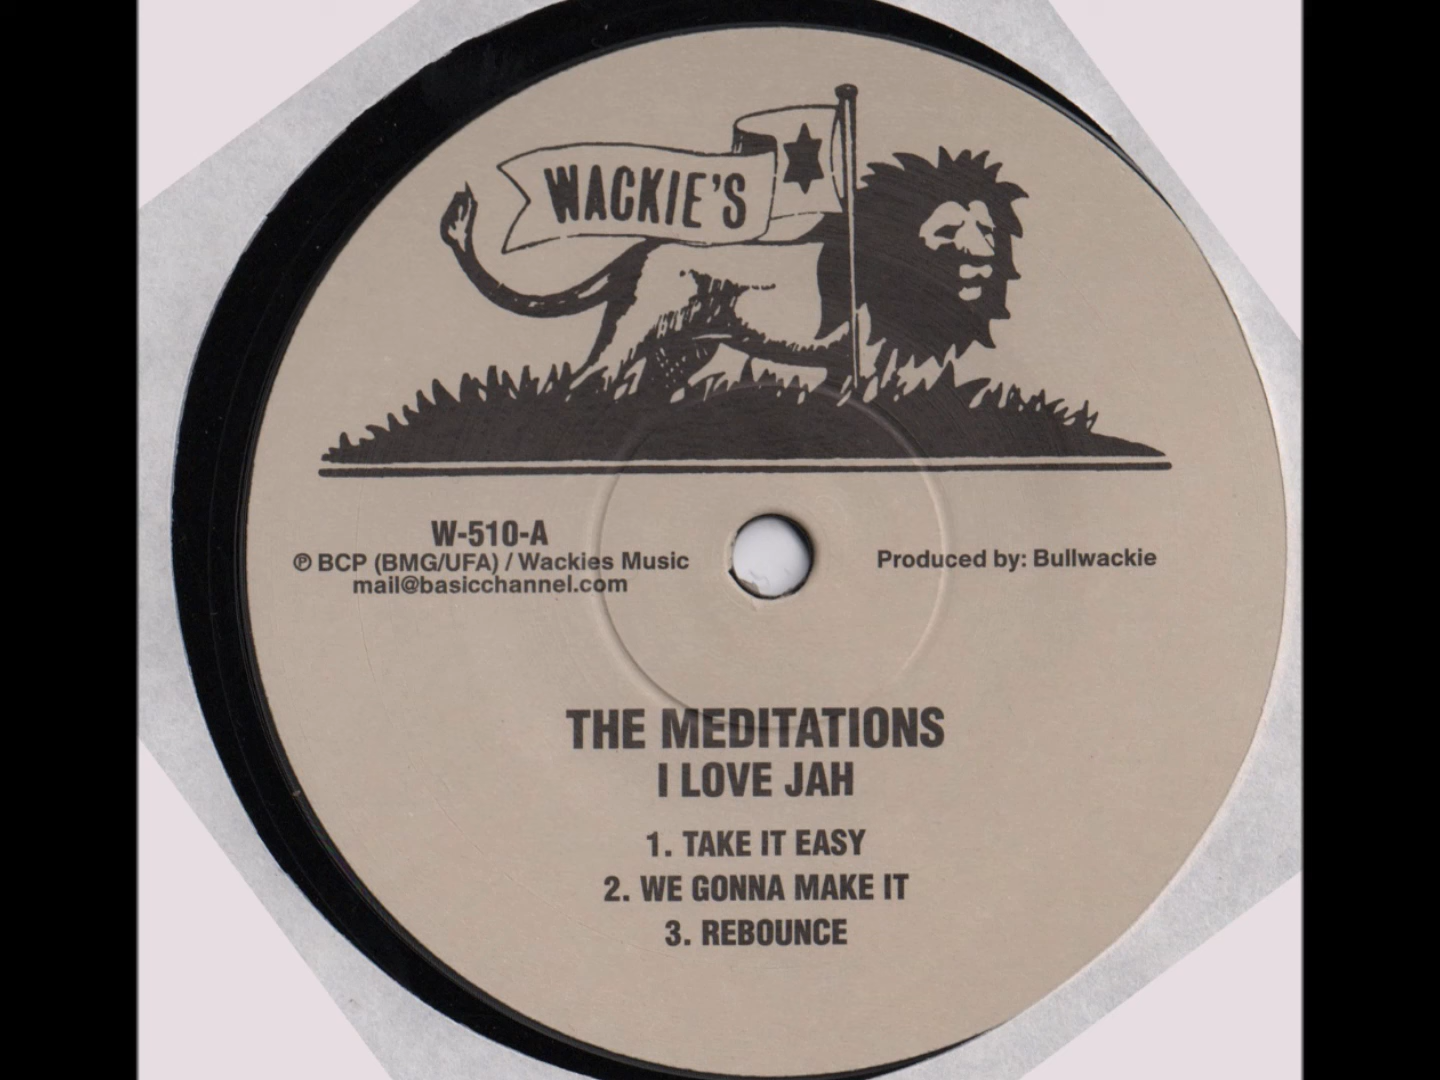 WACKIE'S
W-510-A
℗ BCP (BMG/UFA) / Wackies Music
mail@basicchannel.com
Produced by: Bullwackie
THE MEDITATIONS
I LOVE JAH
1. TAKE IT EASY
2. WE GONNA MAKE IT
3. REBOUNCE